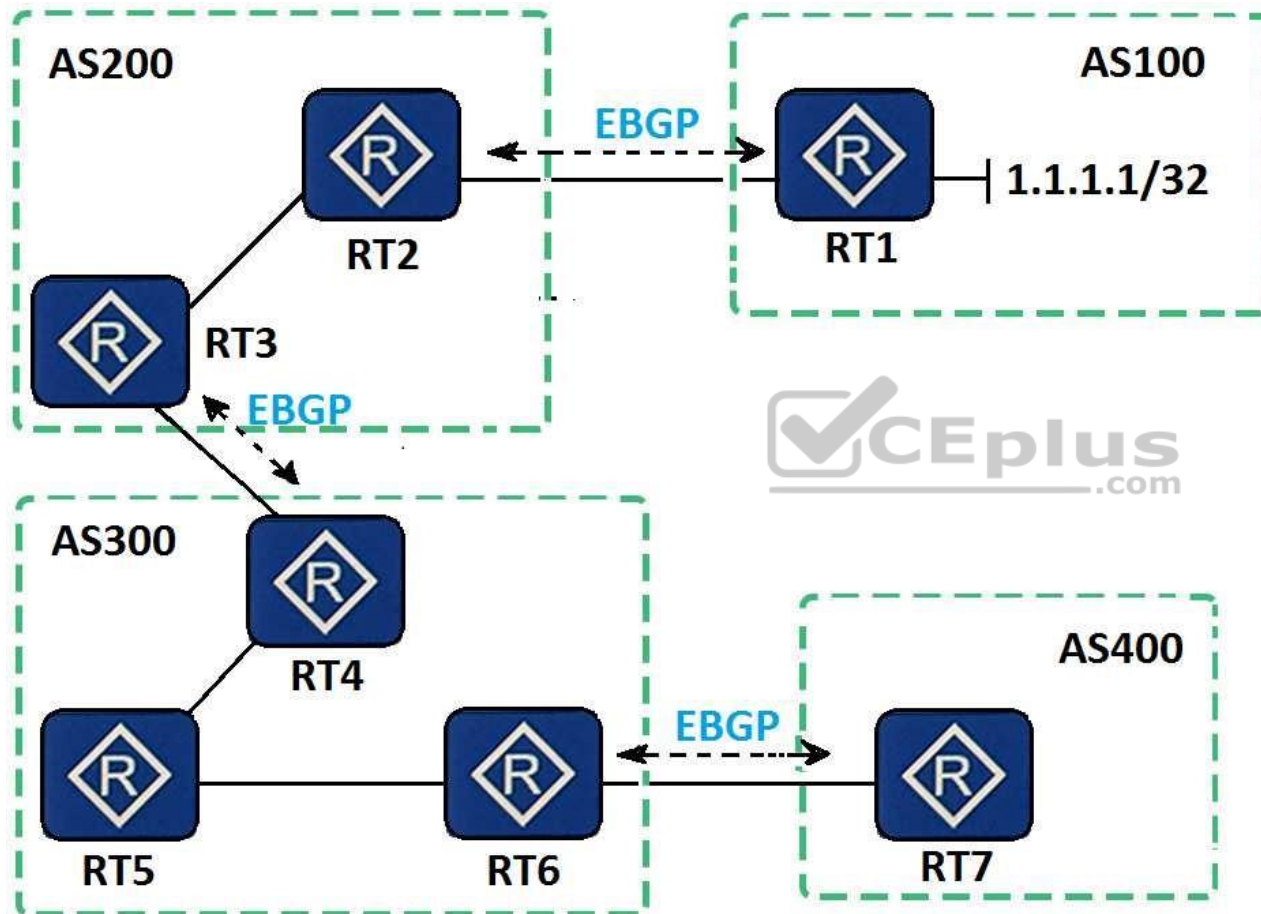 AS200
AS100
EBGP
R
R
1.1.1.1/32
RT2
RT1
R
RT3
EBGP
CEplus
.com
AS300
R
AS400
RT4
EBGP
R
R
R
RT5
RT6
RT7